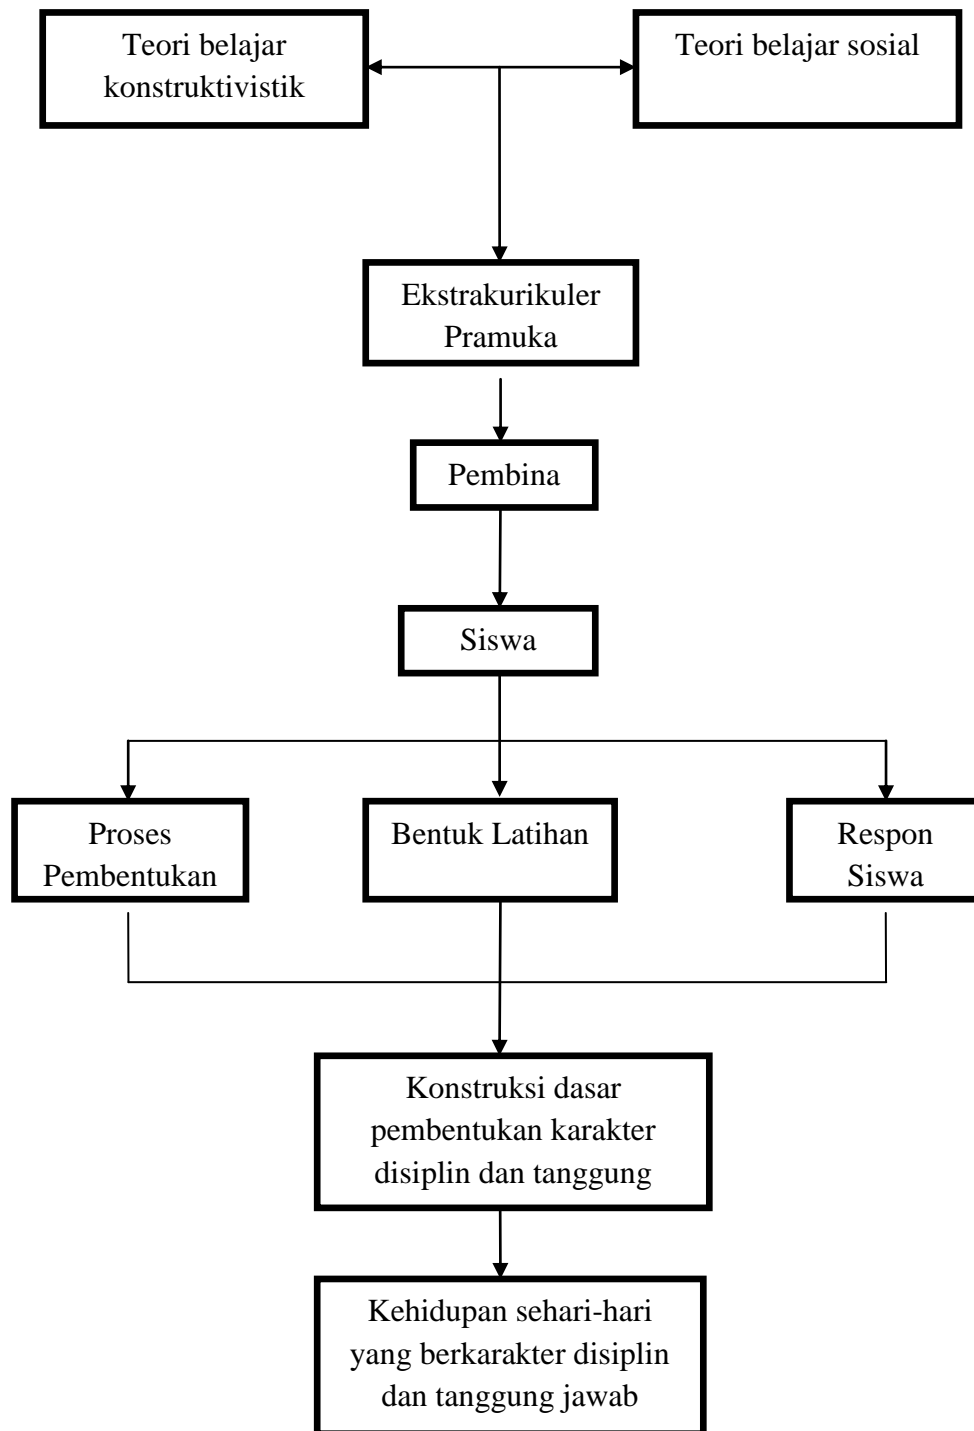 Teori belajar
konstruktivistik
Teori belajar sosial
Ekstrakurikuler
Pramuka
Pembina
Siswa
Proses
Pembentukan
Bentuk Latihan
Respon
Siswa
Konstruksi dasar
pembentukan karakter
disiplin dan tanggung
Kehidupan sehari-hari
yang berkarakter disiplin
dan tanggung jawab